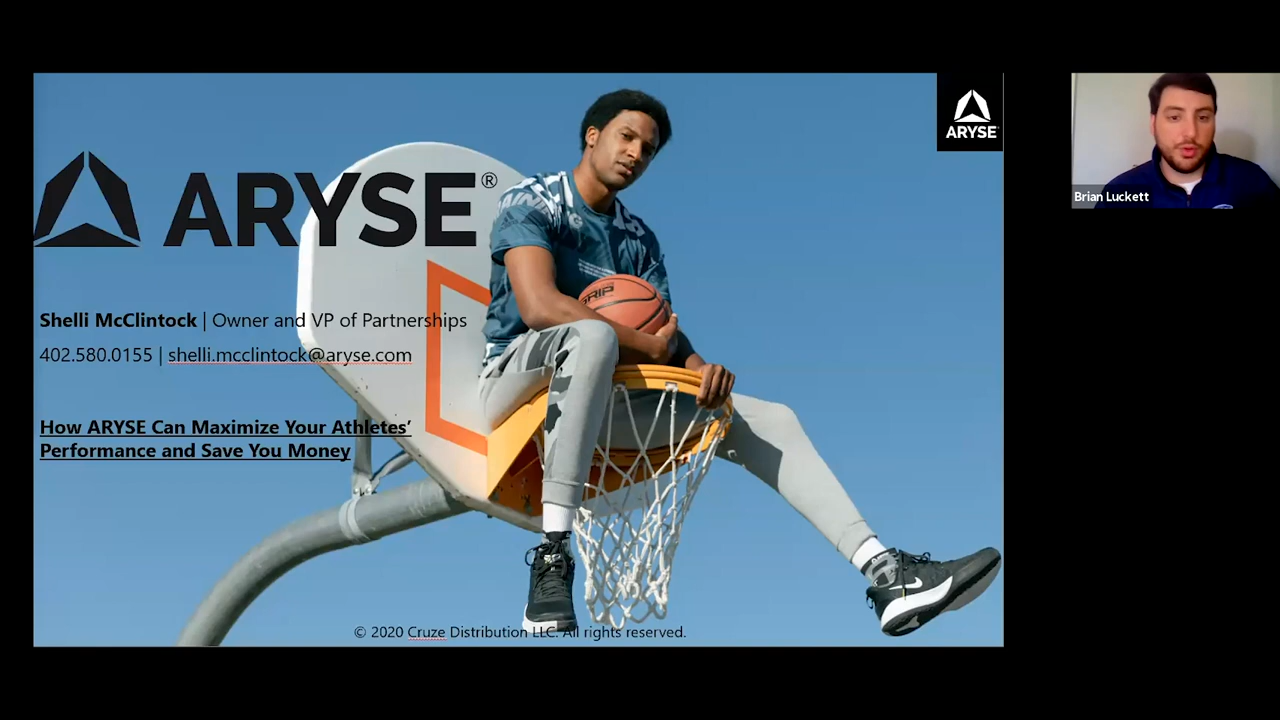 ARYSE®
ARYSE
Brian Luckett
Shelli McClintock | Owner and VP of Partnerships
402.580.0155 | shelli.mcclintock@aryse.com
How ARYSE Can Maximize Your Athletes’
Performance and Save You Money
GRIP
© 2020 Cruze Distribution LLC. All rights reserved.